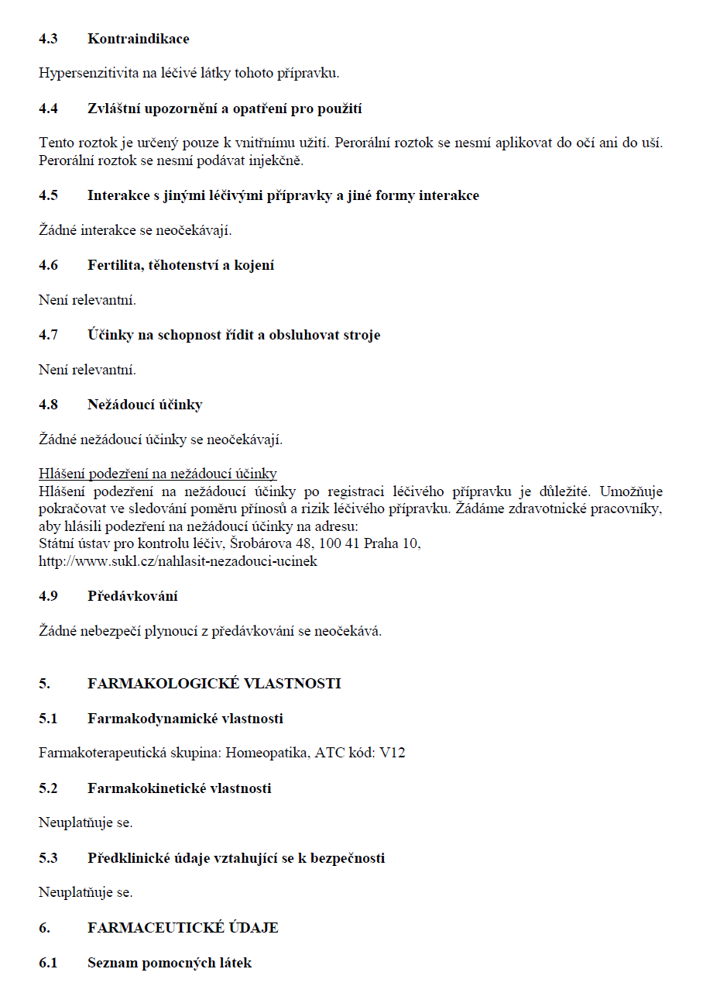 4.3 Kontraindikace
Hypersenzitivita na léčivé látky tohoto přípravku.
4.4 Zvláštní upozornění a opatření pro použití
Tento roztok je určený pouze k vnitřnímu užití. Perorální roztok se nesmí aplikovat do očí ani do uší.
Perorální roztok se nesmí podávat injekčně.
4.5 Interakce s jinými léčivými přípravky a jiné formy interakce
Žádné interakce se neočekávají.
4.6 Fertilita, těhotenství a kojení
Není relevantní.
4.7 Účinky na schopnost řídit a obsluhovat stroje
Není relevantní.
4.8 Nežádoucí účinky
Žádné nežádoucí účinky se neočekávají.
Hlášení podezření na nežádoucí účinky
Hlášení podezření na nežádoucí účinky po registraci léčivého přípravku je důležité. Umožňuje
pokračovat ve sledování poměru přínosů a rizik léčivého přípravku. Žádáme zdravotnické pracovníky,
aby hlásili podezření na nežádoucí účinky na adresu:
Státní ústav pro kontrolu léčiv, Šrobárova 48, 100 41 Praha 10,
http://www.sukl.cz/nahlasit-nezadouci-ucinek
4.9 Předávkování
Žádné nebezpečí plynoucí z předávkování se neočekává.
5. FARMAKOLOGICKÉ VLASTNOSTI
5.1 Farmakodynamické vlastnosti
Farmakoterapeutická skupina: Homeopatika, ATC kód: V12
5.2 Farmakokinetické vlastnosti
Neuplatňuje se.
5.3 Předklinické údaje vztahující se k bezpečnosti
Neuplatňuje se.
6. FARMACEUTICKÉ ÚDAJE
6.1 Seznam pomocných látek